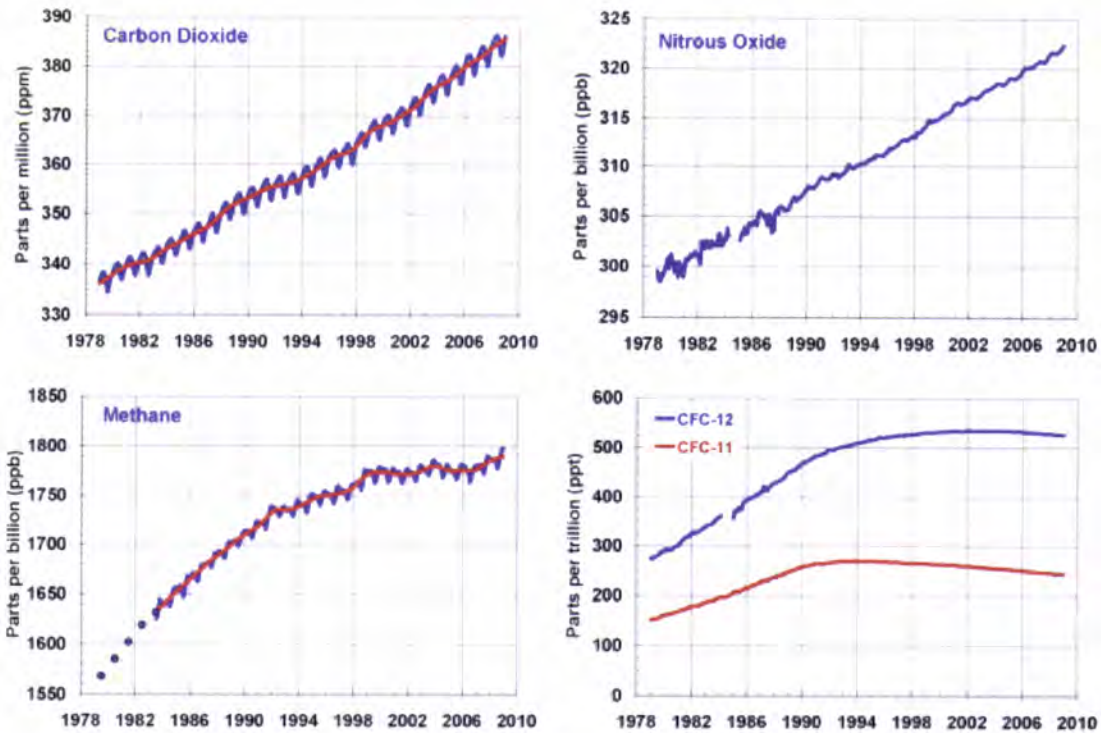 Carbon Dioxide
Parts per million (ppm)
390
380
370
360
350
340
330
1978 1982 1986 1990 1994 1998 2002 2006 2010
Nitrous Oxide
Parts per billion (ppb)
325
320
315
310
305
300
295
1978 1982 1986 1990 1994 1998 2002 2006 2010
Methane
Parts per billion (ppb)
1850
1800
1750
1700
1650
1600
1550
1978 1982 1986 1990 1994 1998 2002 2006 2010
CFC-12
CFC-11
Parts per trillion (ppt)
600
500
400
300
200
100
0
1978 1982 1986 1990 1994 1998 2002 2006 2010